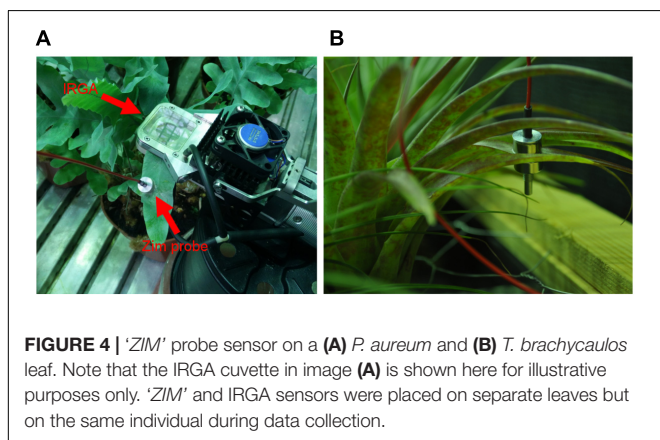 A
B
IRGA
Zim probe
FIGURE 4 | ‘ZIM’ probe sensor on a (A) P. aureum and (B) T. brachycaulos
leaf. Note that the IRGA cuvette in image (A) is shown here for illustrative
purposes only. ‘ZIM’ and IRGA sensors were placed on separate leaves but
on the same individual during data collection.